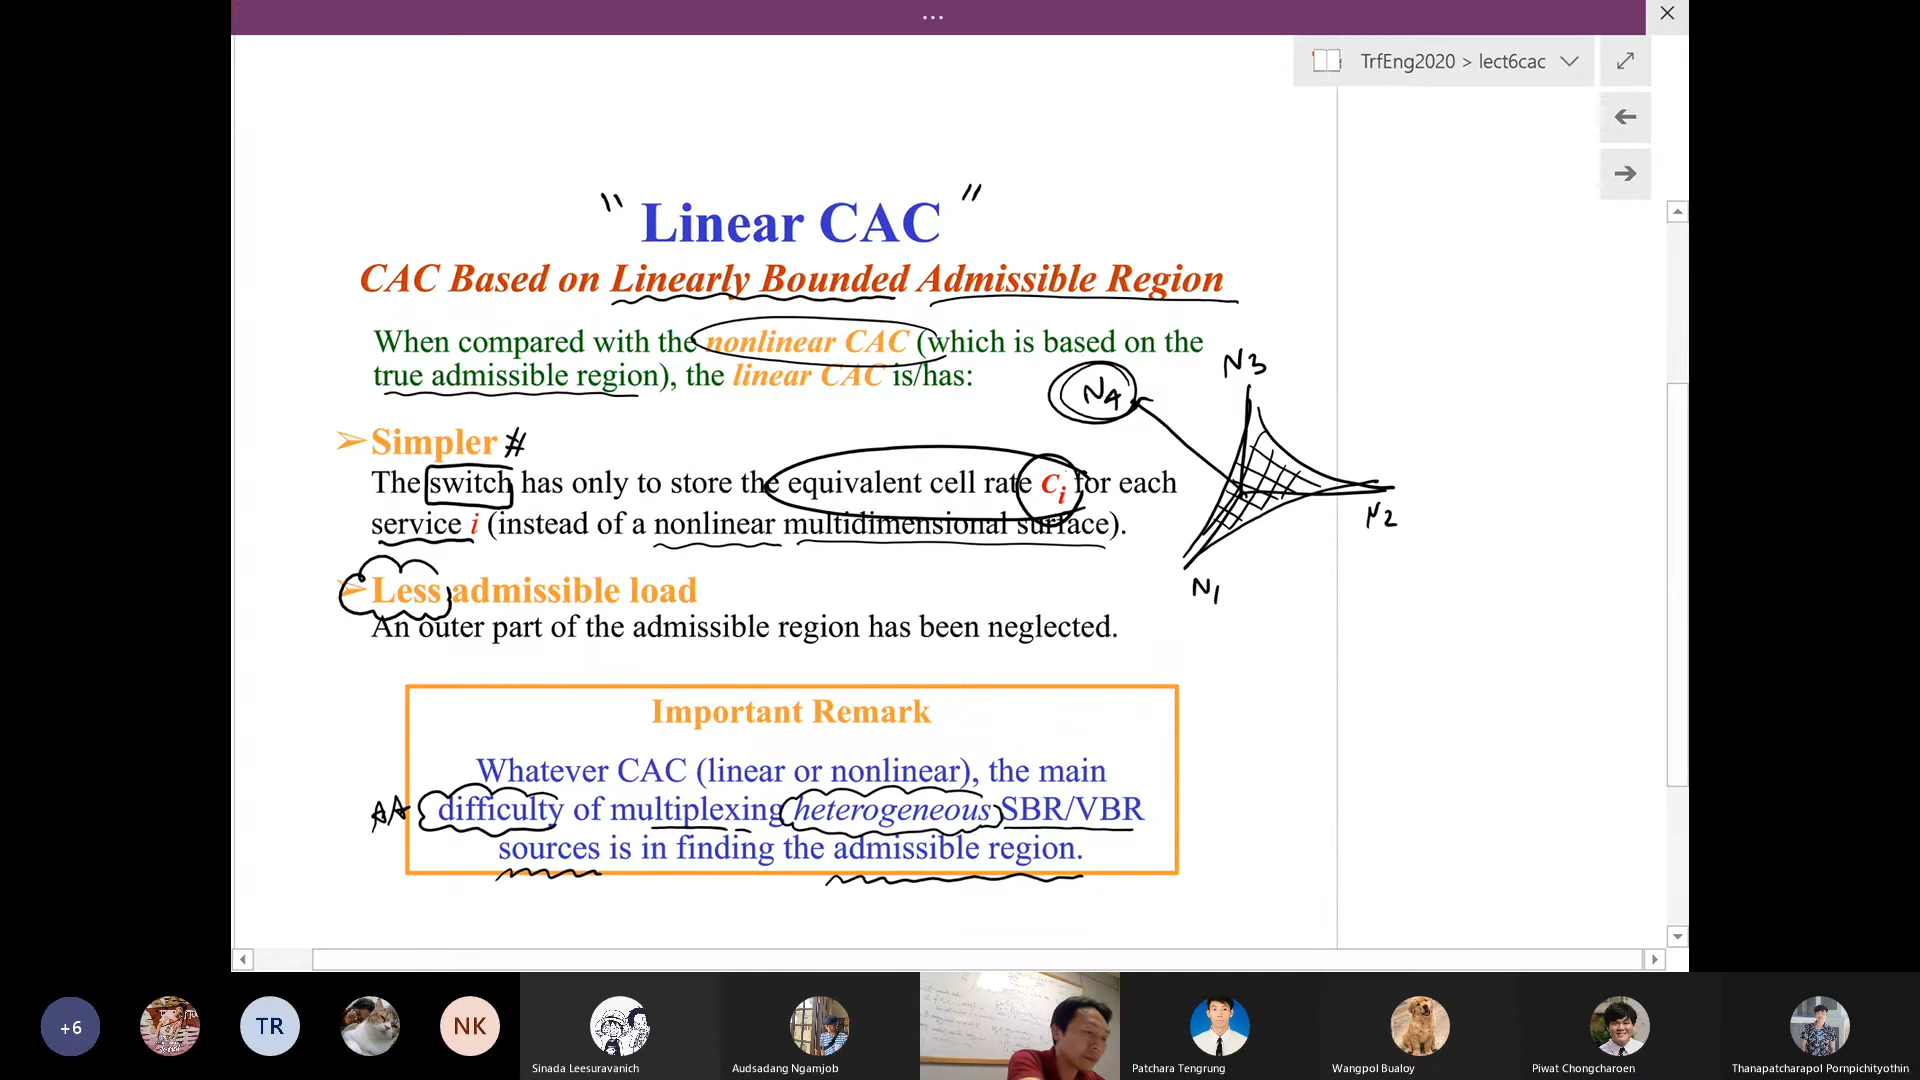 TrfEng2020 > lect6cac
" Linear CAC "
CAC Based on Linearly Bounded Admissible Region
When compared with the nonlinear CAC (which is based on the
true admissible region), the linear CAC is/has:
N3
N4
➢Simpler #
The switch has only to store the equivalent cell rate Ci for each
service i (instead of a nonlinear multidimensional surface).
N2
➢Less admissible load
N1
An outer part of the admissible region has been neglected.
Important Remark
Whatever CAC (linear or nonlinear), the main
difficulty of multiplexing heterogeneous SBR/VBR
sources is in finding the admissible region.
+6
TR
NK
Sinada Leesuravanich
Audsadang Ngamjob
Patchara Tengrung
Wangpol Bualoy
Piwat Chongcharoen
Thanapatcharapol Pornpichityothin